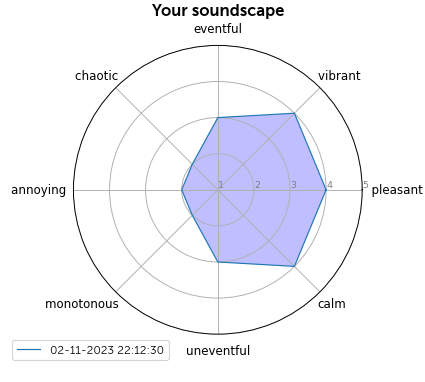 Your soundscape
eventful
chaotic
vibrant
annoying
1
2
3
4
5
pleasant
monotonous
calm
uneventful
02-11-2023 22:12:30